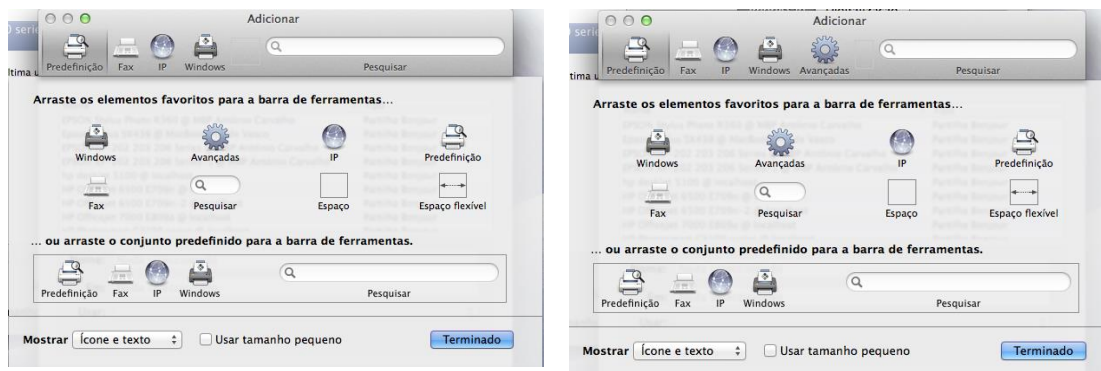 Adicionar
Predefinição Fax IP Windows Pesquisar
Arraste os elementos favoritos para a barra de ferramentas...
Windows Avançadas IP Predefinição
Fax Pesquisar Espaço Espaço flexível
... ou arraste o conjunto predefinido para a barra de ferramentas.
Predefinição Fax IP Windows Pesquisar
Mostrar Ícone e texto Usar tamanho pequeno Terminado
Adicionar
Predefinição Fax IP Windows Avançadas Pesquisar
Arraste os elementos favoritos para a barra de ferramentas...
Windows Avançadas IP Predefinição
Fax Pesquisar Espaço Espaço flexível
... ou arraste o conjunto predefinido para a barra de ferramentas.
Predefinição Fax IP Windows Pesquisar
Mostrar Ícone e texto Usar tamanho pequeno Terminado